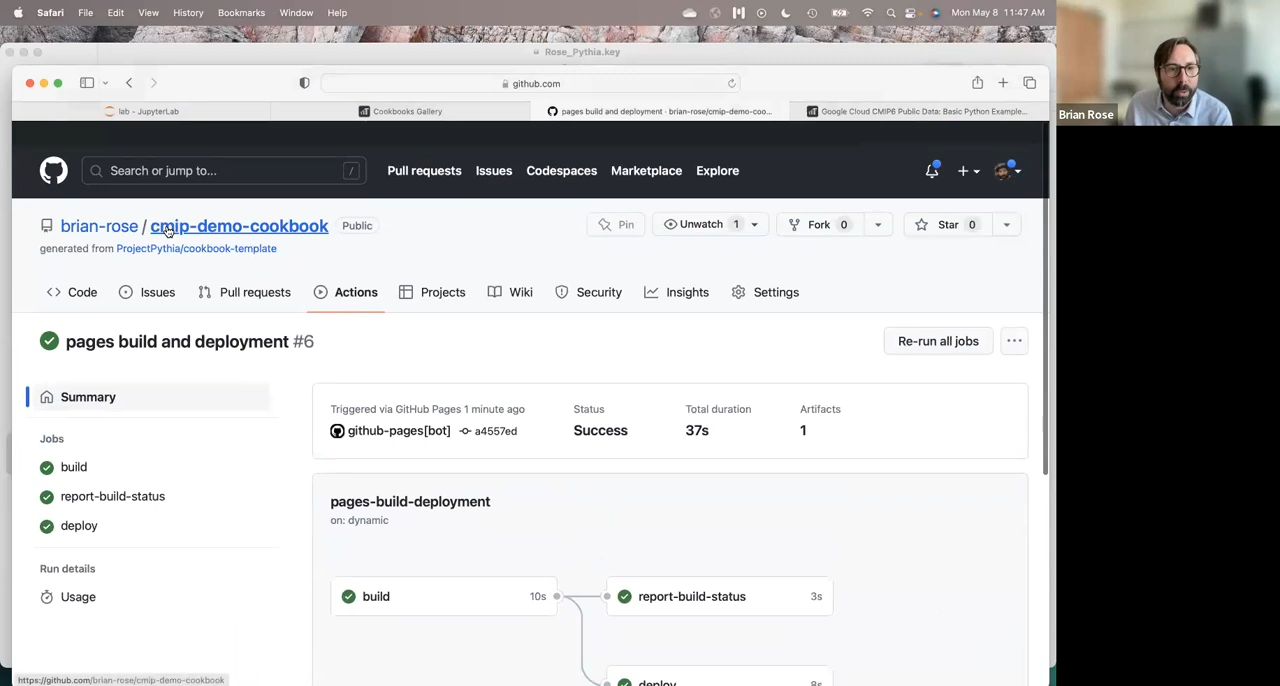 Safari File Edit View History Bookmarks Window Help Mon May 8 11:47 AM
Rose_Pythia.key
github.com
lab - JupyterLab
Cookbooks Gallery
pages build and deployment · brian-rose/cmip-demo-coo...
Google Cloud CMIP6 Public Data: Basic Python Example...
Brian Rose
Search or jump to... /
Pull requests Issues Codespaces Marketplace Explore
brian-rose / cmip-demo-cookbook Public
Pin Unwatch 1 Fork 0 Star 0
generated from ProjectPythia/cookbook-template
Code Issues Pull requests Actions Projects Wiki Security Insights Settings
pages build and deployment #6
Re-run all jobs
Summary
Jobs
build
report-build-status
deploy
Run details
Usage
Triggered via GitHub Pages 1 minute ago
github-pages[bot] a4557ed
Status
Success
Total duration
37s
Artifacts
1
pages-build-deployment
on: dynamic
build 10s
report-build-status 3s
deploy 8s
https://github.com/brian-rose/cmip-demo-cookbook